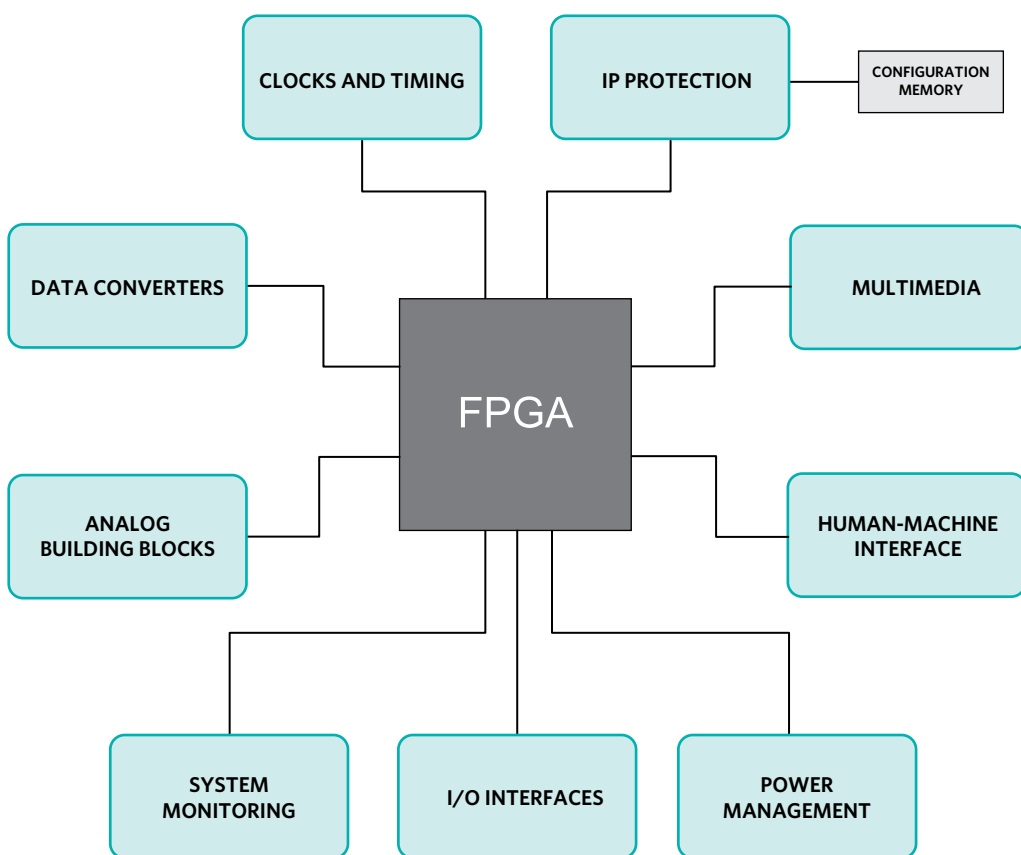 CLOCKS AND TIMING
IP PROTECTION
CONFIGURATION
MEMORY
DATA CONVERTERS
MULTIMEDIA
FPGA
ANALOG
BUILDING BLOCKS
HUMAN-MACHINE
INTERFACE
SYSTEM
MONITORING
I/O INTERFACES
POWER
MANAGEMENT